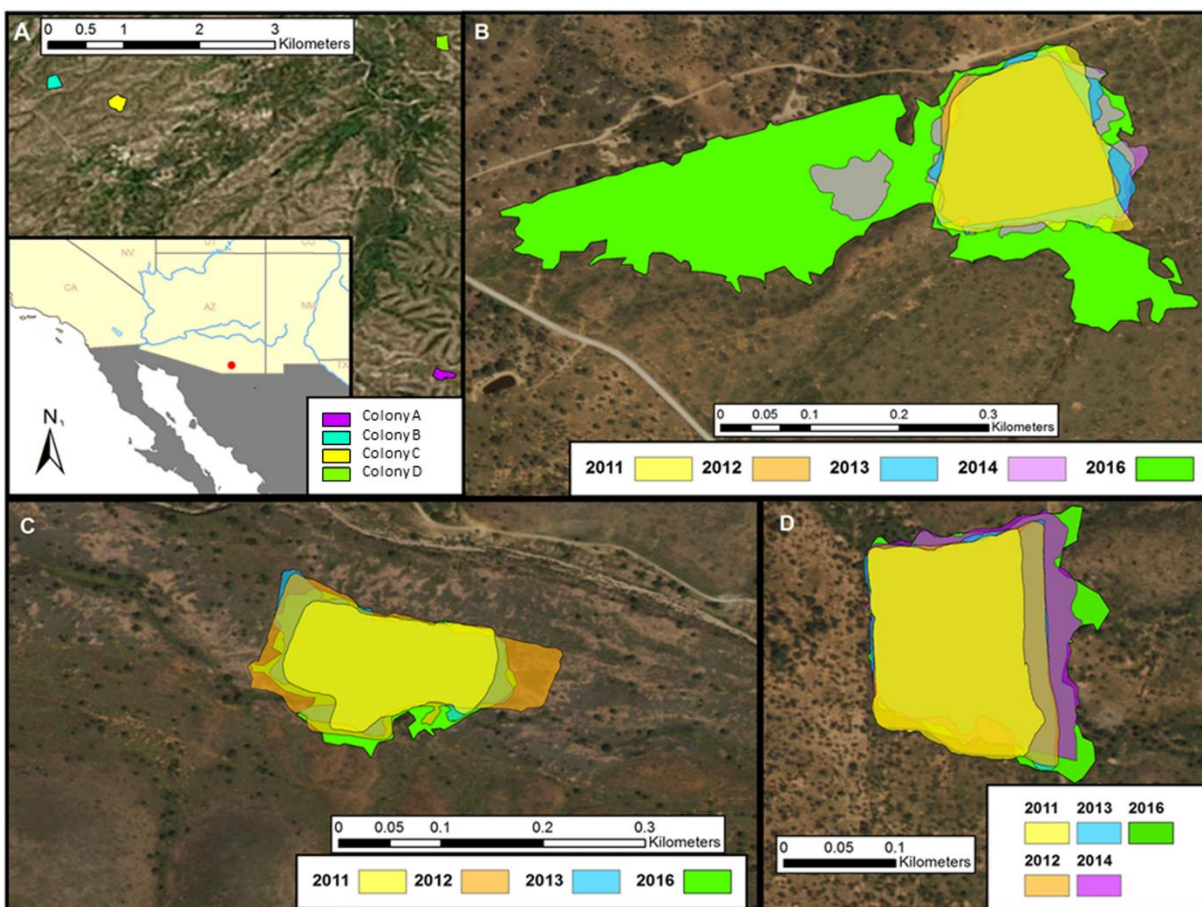 A
0 0.5 1 2 3
Kilometers
NV
UT
CO
CA
AZ
NM
TX
N
Colony A
Colony B
Colony C
Colony D
B
0 0.05 0.1 0.2 0.3
Kilometers
2011 2012 2013 2014 2016
C
0 0.05 0.1 0.2 0.3
Kilometers
2011 2012 2013 2016
D
0 0.05 0.1
Kilometers
2011 2013 2016
2012 2014